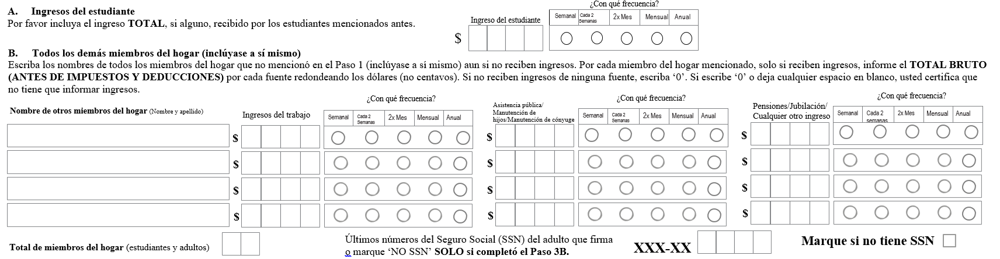 ¿Con qué frecuencia?
A. Ingresos del estudiante
Por favor incluya el ingreso TOTAL, si alguno, recibido por los estudiantes mencionados antes.
Ingreso del estudiante
Semanal Cada 2 Semanas 2x Mes Mensual Anual
$
B. Todos los demás miembros del hogar (inclúyase a sí mismo)
Escriba los nombres de todos los miembros del hogar que no mencionó en el Paso 1 (inclúyase a sí mismo) aun si no reciben ingresos. Por cada miembro del hogar mencionado, solo si reciben ingresos, informe el TOTAL BRUTO
(ANTES DE IMPUESTOS Y DEDUCCIONES) por cada fuente redondeando los dólares (no centavos). Si no reciben ingresos de ninguna fuente, escriba ‘0’. Si escribe ‘0’ o deja cualquier espacio en blanco, usted certifica que
no tiene que informar ingresos.
¿Con qué frecuencia? ¿Con qué frecuencia? ¿Con qué frecuencia?
Nombre de otros miembros del hogar (Nombre y apellido)
Ingresos del trabajo
Semanal Cada 2 Semanas 2x Mes Mensual Anual
Asistencia pública/
Manutención de
hijos/Manutención de cónyuge
Semanal Cada 2 Semanas 2x Mes Mensual Anual
Pensiones/Jubilación/
Cualquier otro ingreso
Semanal Cada 2 semanas 2x Mes Mensual Anual
$ $ $
$ $ $
$ $ $
$ $ $
Total de miembros del hogar (estudiantes y adultos)
Últimos números del Seguro Social (SSN) del adulto que firma
o marque ‘NO SSN’ SOLO si completó el Paso 3B.
XXX-XX
Marque si no tiene SSN